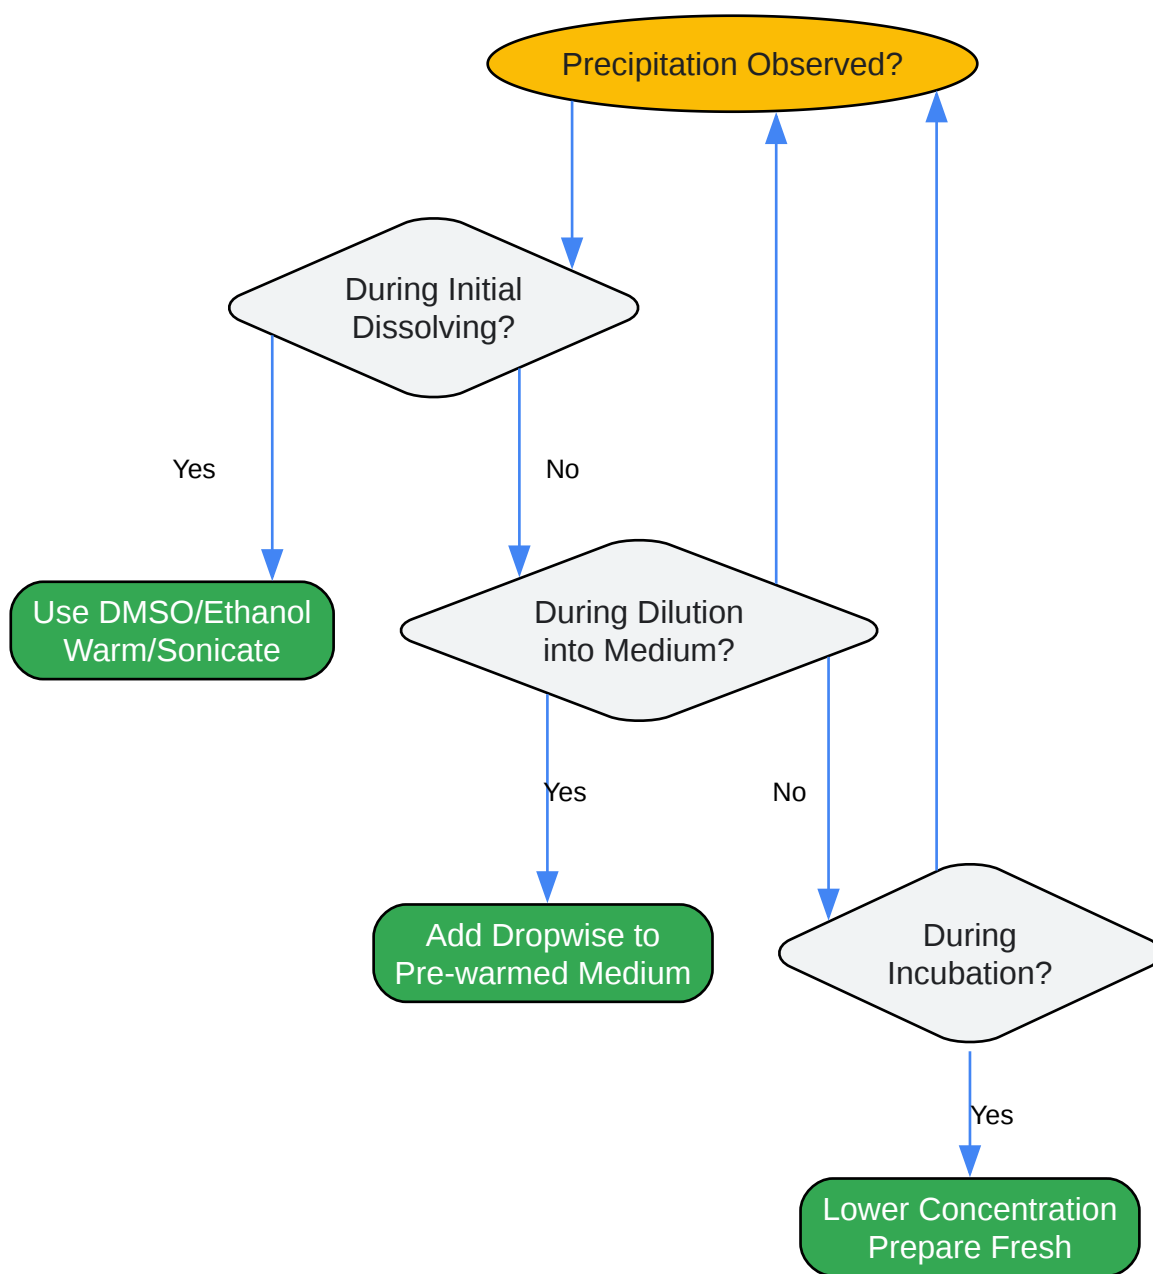 Precipitation Observed?
During Initial
Dissolving?
Yes
No
Use DMSO/Ethanol
Warm/Sonicate
During Dilution
into Medium?
Yes
No
Add Dropwise to
Pre-warmed Medium
During
Incubation?
Yes
Lower Concentration
Prepare Fresh